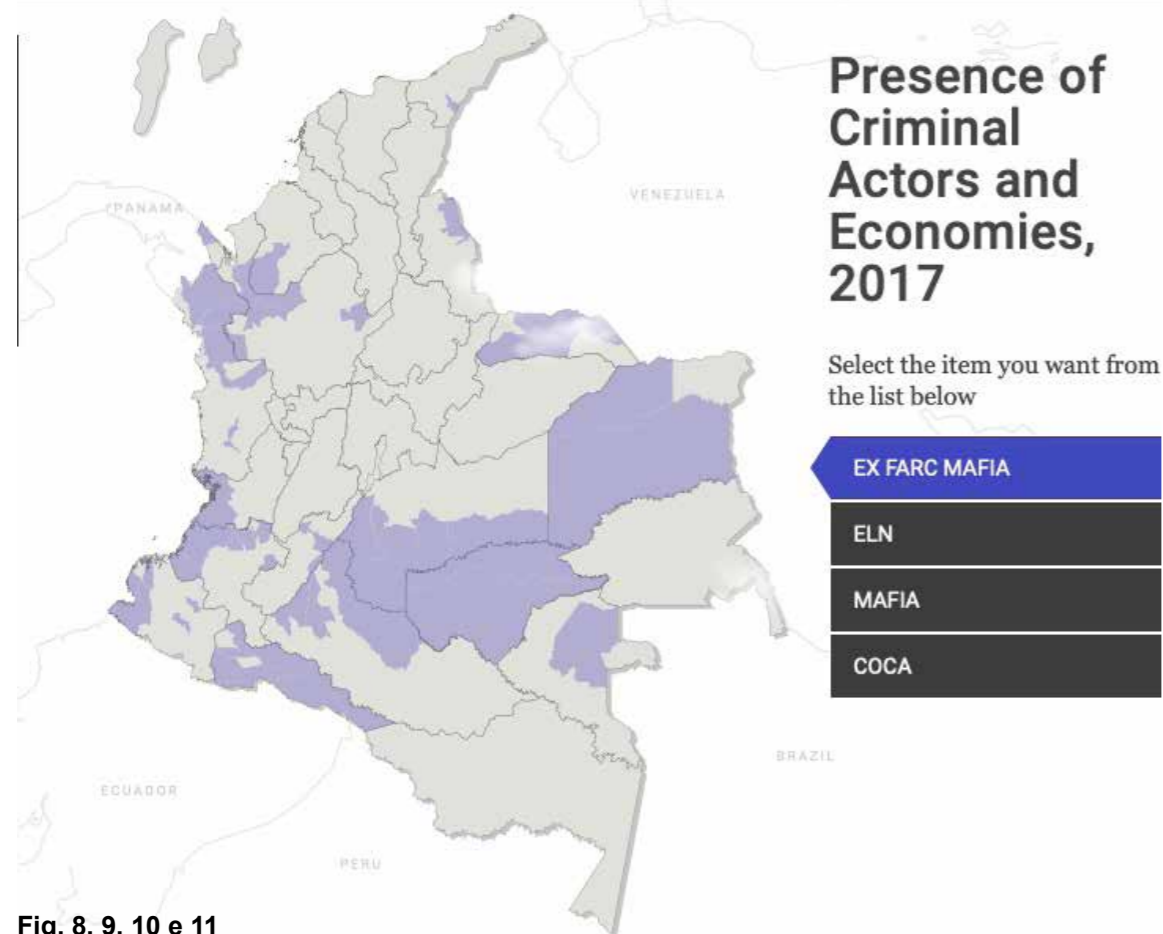 Presence of
Criminal
Actors and
Economies,
2017
Select the item you want from
the list below
EX FARC MAFIA
ELN
MAFIA
COCA
PANAMA
VENEZUELA
BRAZIL
ECUADOR
PERU
Fig. 8, 9, 10 e 11